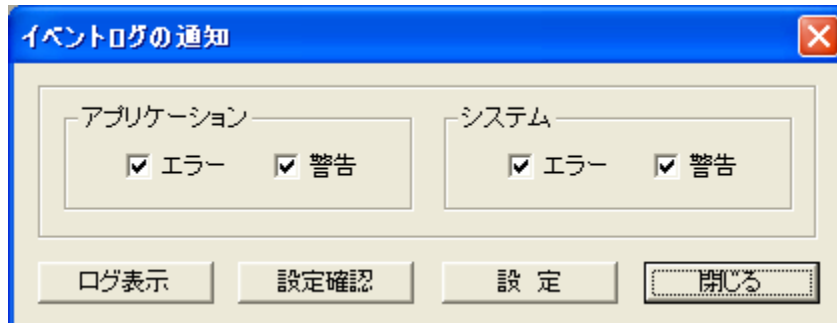 イベントログの通知
アプリケーション
システム
エラー 警告 エラー 警告
ログ表示 設定確認 設 定 閉じる